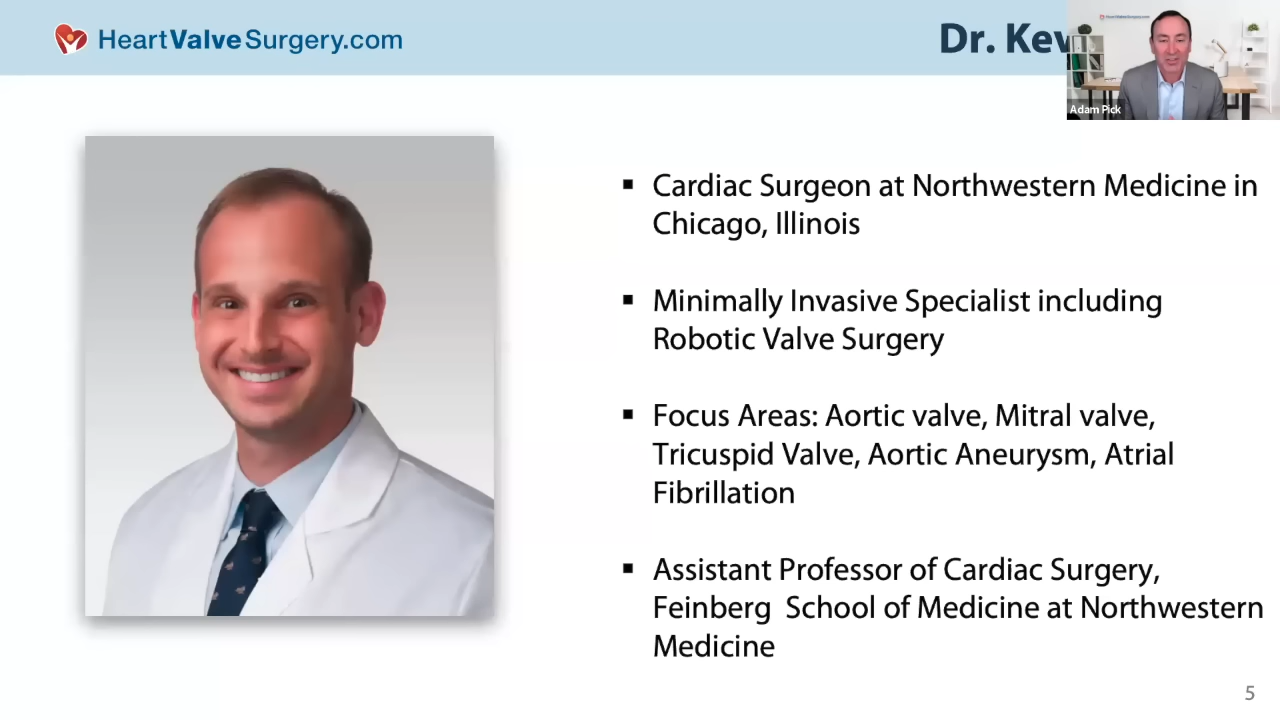 HeartValveSurgery.com
Dr. Kev
Adam Pick
▪ Cardiac Surgeon at Northwestern Medicine in
Chicago, Illinois
▪ Minimally Invasive Specialist including
Robotic Valve Surgery
▪ Focus Areas: Aortic valve, Mitral valve,
Tricuspid Valve, Aortic Aneurysm, Atrial
Fibrillation
▪ Assistant Professor of Cardiac Surgery,
Feinberg  School of Medicine at Northwestern
Medicine
5